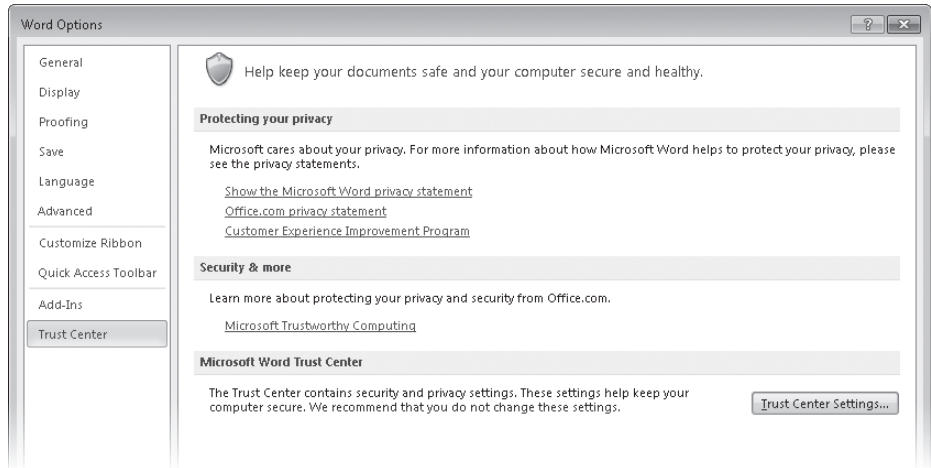 Word Options
General
Display
Proofing
Save
Language
Advanced
Customize Ribbon
Quick Access Toolbar
Add-Ins
Trust Center
Help keep your documents safe and your computer secure and healthy.
Protecting your privacy
Microsoft cares about your privacy. For more information about how Microsoft Word helps to protect your privacy, please
see the privacy statements.
Show the Microsoft Word privacy statement
Office.com privacy statement
Customer Experience Improvement Program
Security & more
Learn more about protecting your privacy and security from Office.com.
Microsoft Trustworthy Computing
Microsoft Word Trust Center
The Trust Center contains security and privacy settings. These settings help keep your
computer secure. We recommend that you do not change these settings.
Trust Center Settings...